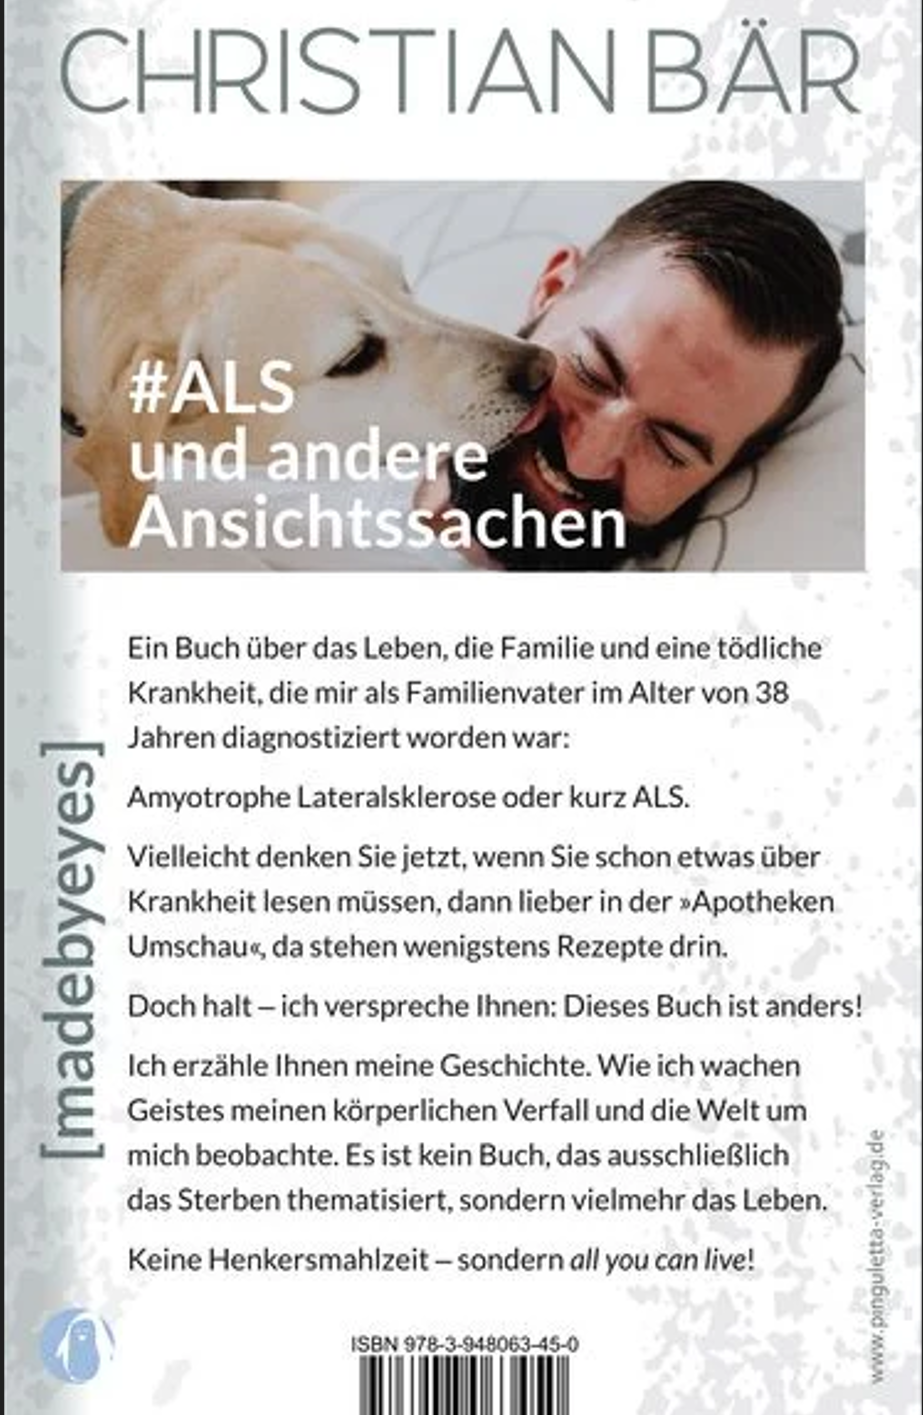 CHRISTIAN BÄR
#ALS
und andere
Ansichtssachen
Ein Buch über das Leben, die Familie und eine tödliche
Krankheit, die mir als Familienvater im Alter von 38
Jahren diagnostiziert worden war:
Amyotrophe Lateralsklerose oder kurz ALS.
Vielleicht denken Sie jetzt, wenn Sie schon etwas über
Krankheit lesen müssen, dann lieber in der »Apotheken
Umschau«, da stehen wenigstens Rezepte drin.
Doch halt – ich verspreche Ihnen: Dieses Buch ist anders!
Ich erzähle Ihnen meine Geschichte. Wie ich wachen
Geistes meinen körperlichen Verfall und die Welt um
mich beobachte. Es ist kein Buch, das ausschließlich
das Sterben thematisiert, sondern vielmehr das Leben.
Keine Henkersmahlzeit – sondern all you can live!
[madebyeyes]
www.pinguletta-verlag.de
ISBN 978-3-948063-45-0